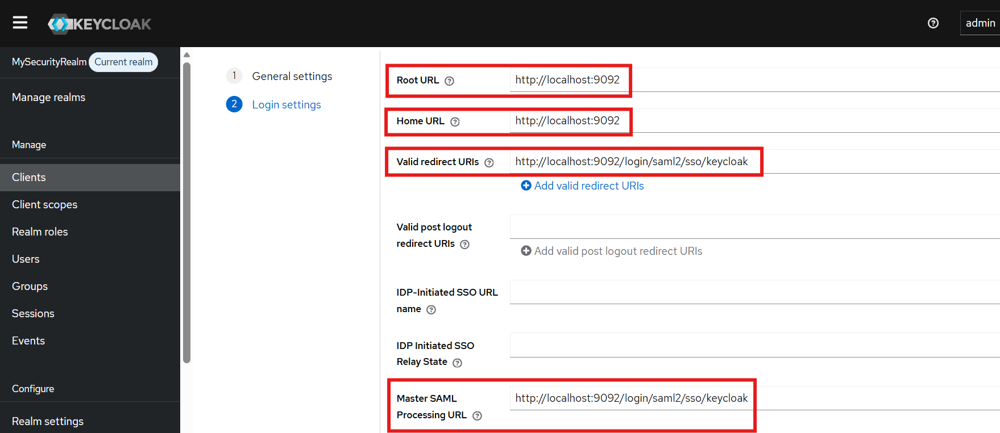 KEYCLOAK
admin
MySecurityRealm Current realm
Manage realms
Manage
Clients
Client scopes
Realm roles
Users
Groups
Sessions
Events
Configure
Realm settings
1 General settings
2 Login settings
Root URL http://localhost:9092
Home URL http://localhost:9092
Valid redirect URIs http://localhost:9092/login/saml2/sso/keycloak
Add valid redirect URIs
Valid post logout
redirect URIs
Add valid post logout redirect URIs
IDP-Initiated SSO URL
name
IDP Initiated SSO
Relay State
Master SAML http://localhost:9092/login/saml2/sso/keycloak
Processing URL